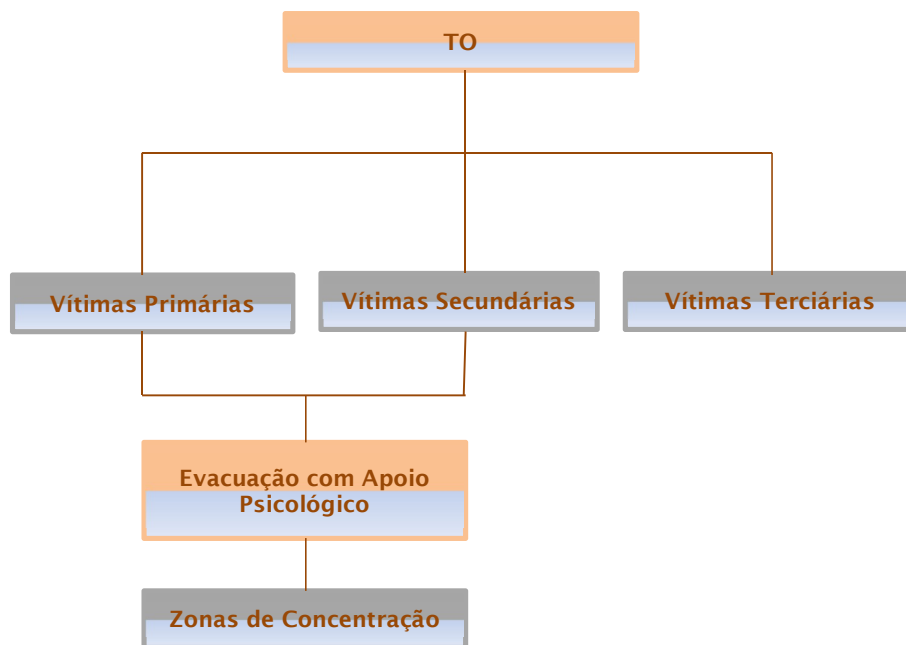 TO
Vítimas Primárias
Vítimas Secundárias
Vítimas Terciárias
Evacuação com Apoio
Psicológico
Zonas de Concentração